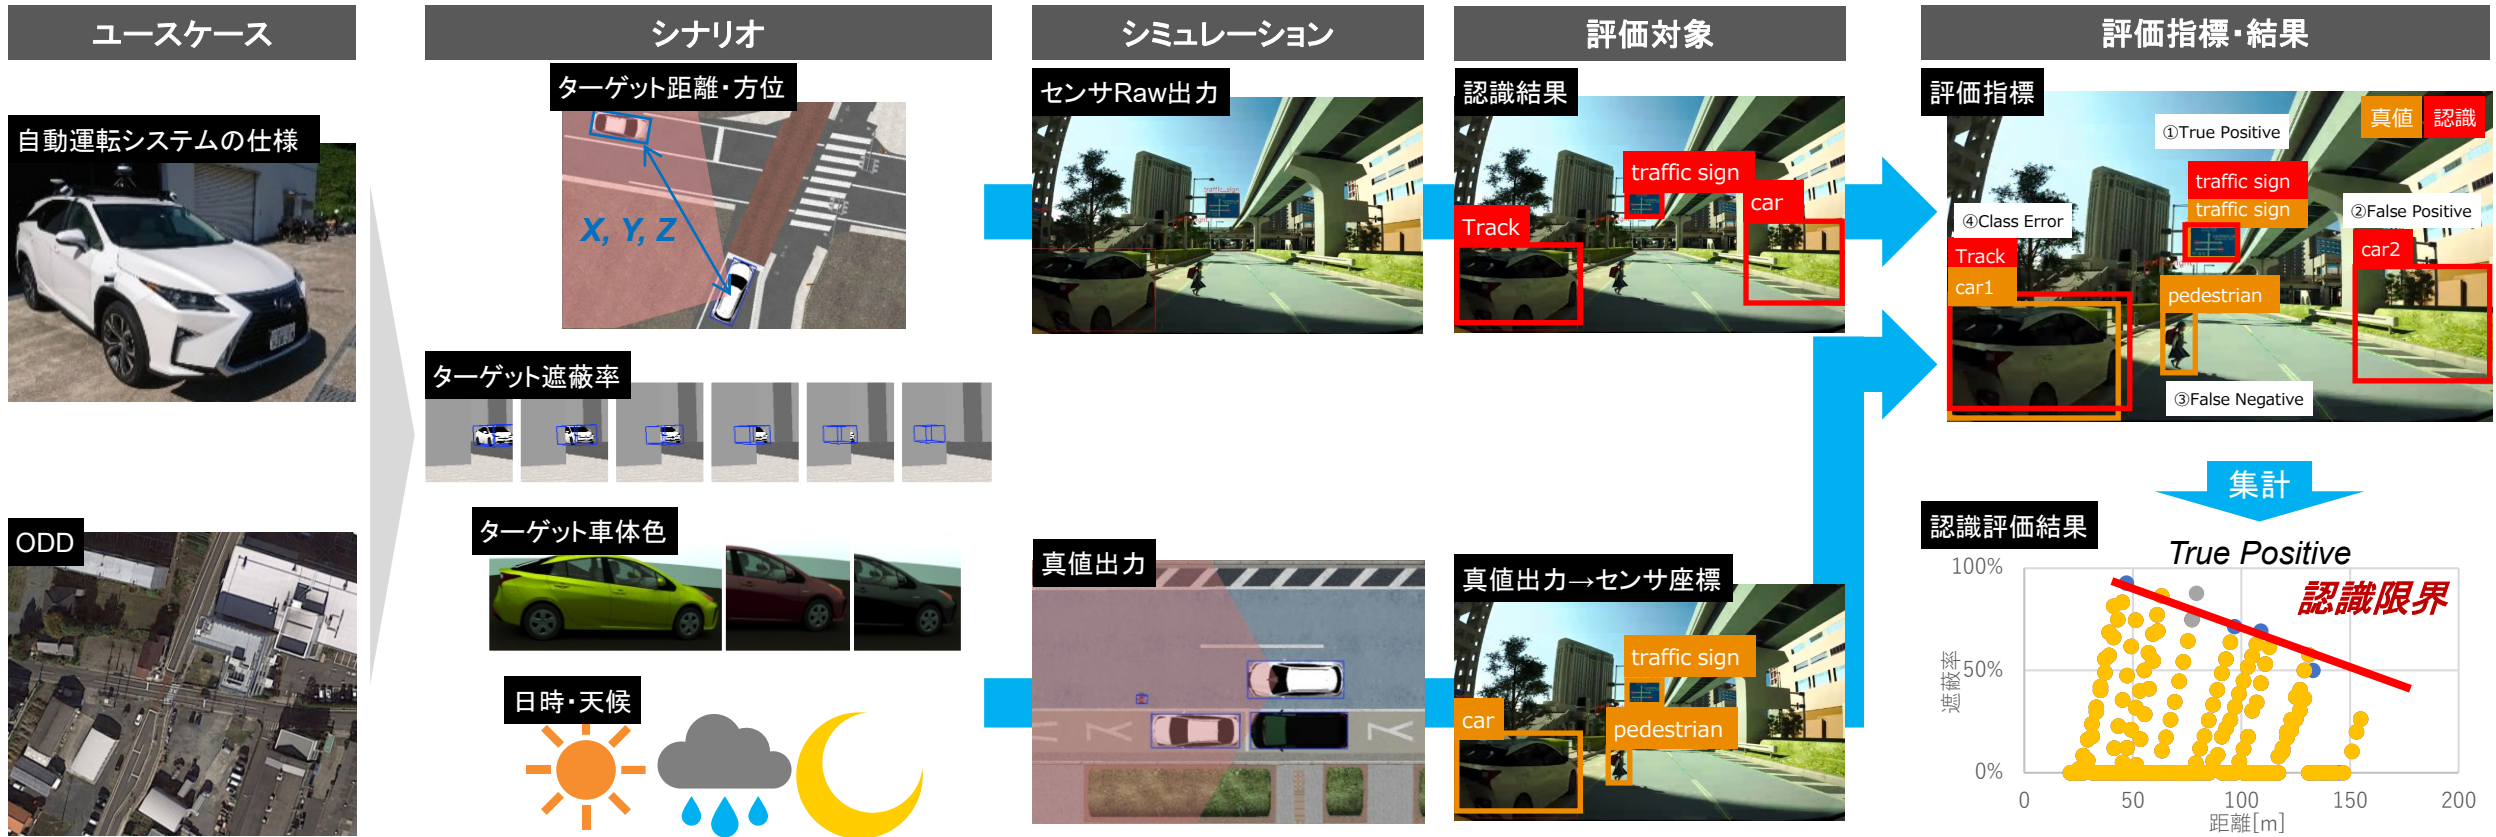 ユースケース
シナリオ
シミュレーション
評価対象
評価指標・結果
自動運転システムの仕様
ODD
ターゲット距離・方位
X, Y, Z
ターゲット遮蔽率
ターゲット車体色
日時・天候
センサRaw出力
traffic_sign
真値出力
認識結果
traffic sign
car
Track
真値出力→センサ座標
traffic sign
car
pedestrian
評価指標
真値
認識
①True Positive
traffic sign
traffic sign
②False Positive
④Class Error
car2
Track
car1
pedestrian
③False Negative
集計
認識評価結果
True Positive
認識限界
100%
50%
0%
遮蔽率
0
50
100
150
200
距離[m]